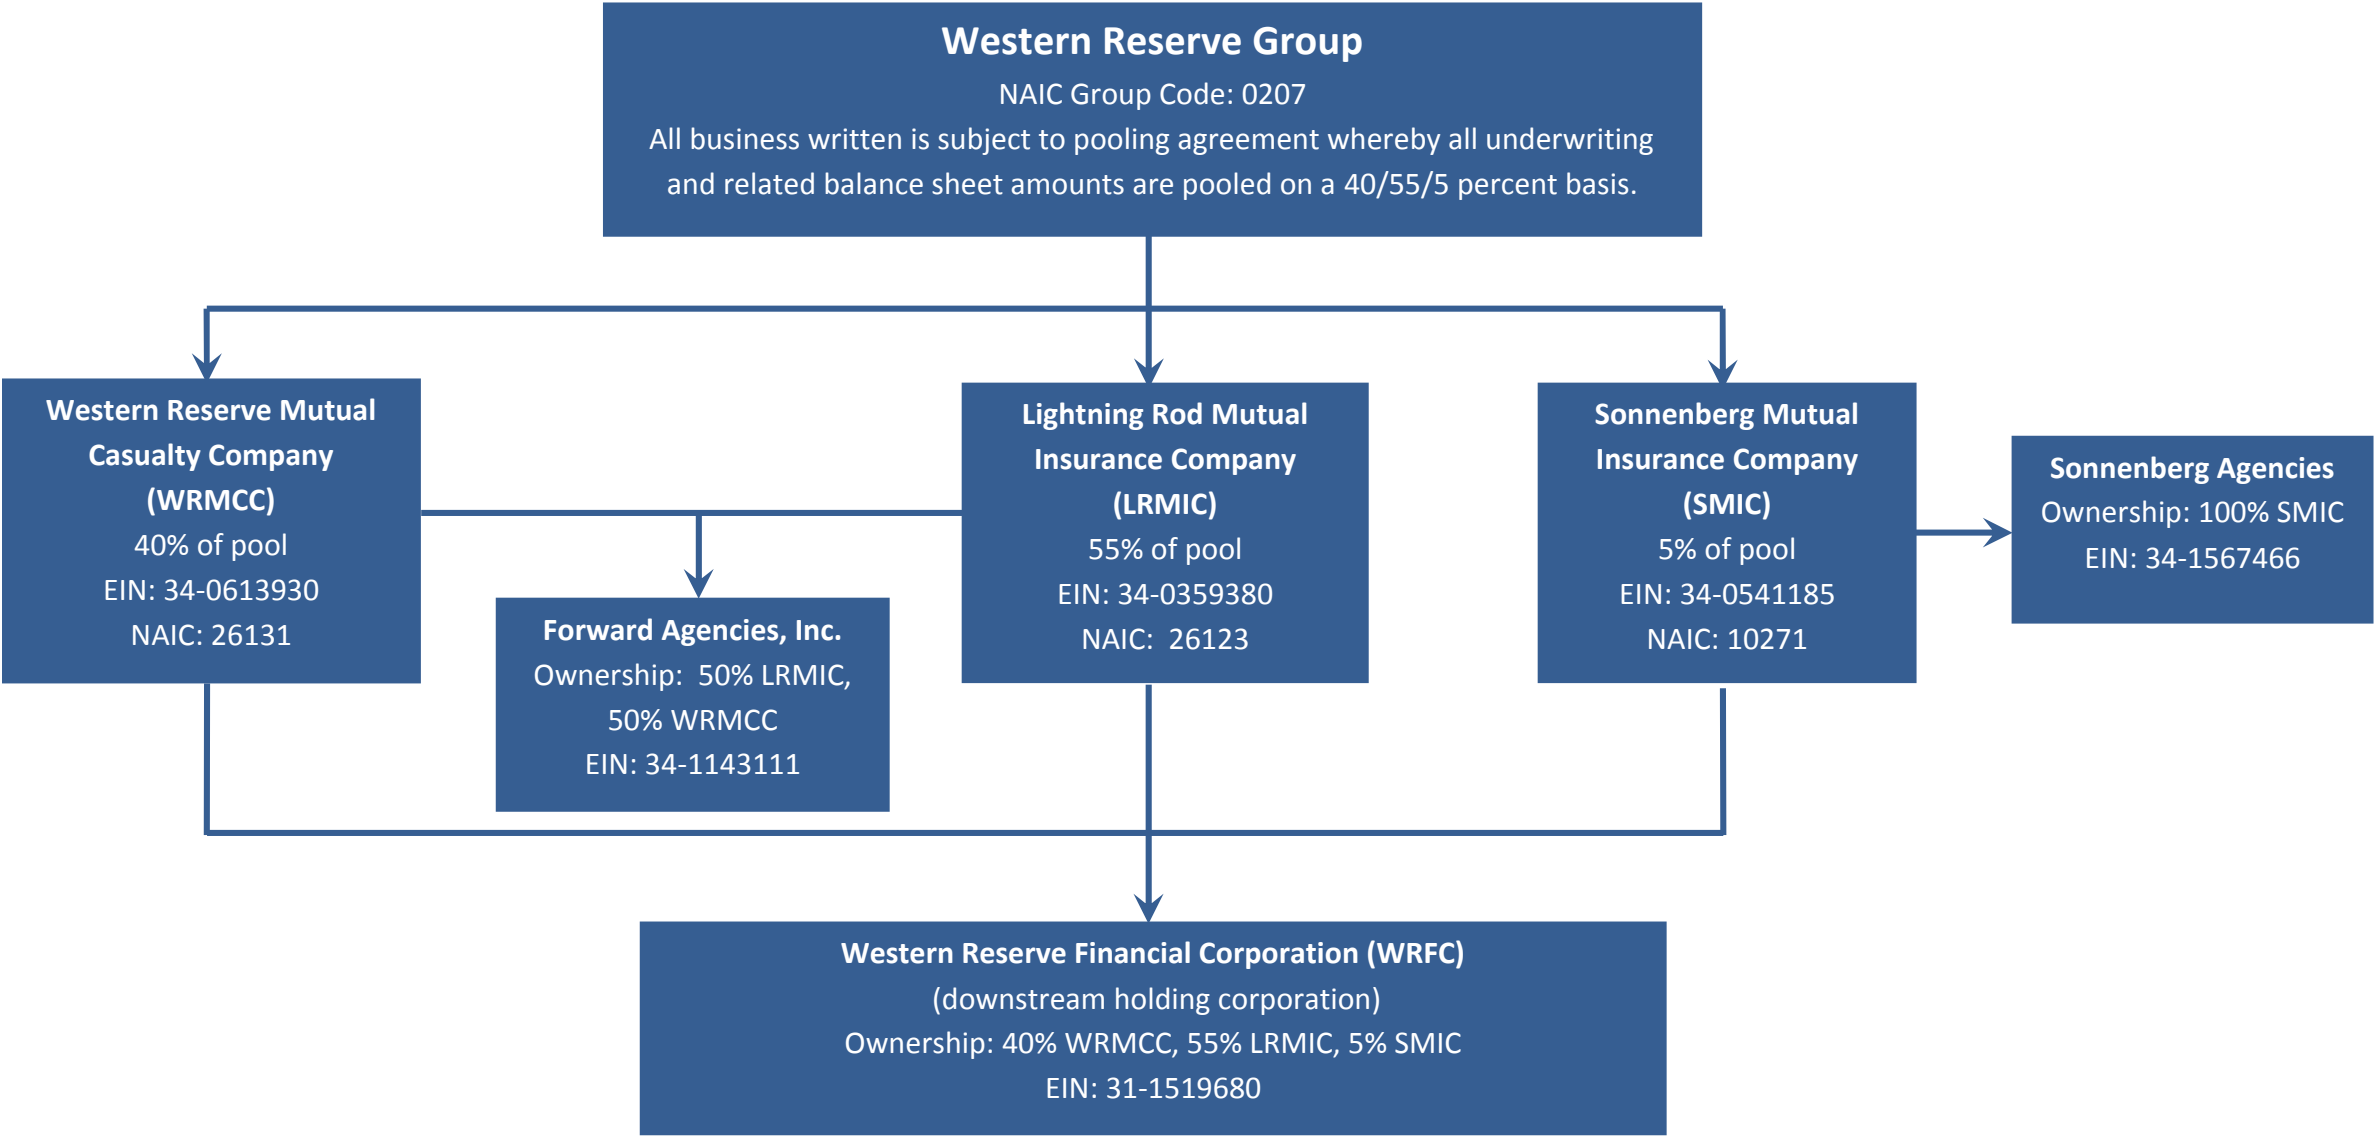 Western Reserve Group
NAIC Group Code: 0207
All business written is subject to pooling agreement whereby all underwriting
and related balance sheet amounts are pooled on a 40/55/5 percent basis.
Western Reserve Mutual
Casualty Company
(WRMCC)
40% of pool
EIN: 34-0613930
NAIC: 26131
Forward Agencies, Inc.
Ownership:  50% LRMIC,
50% WRMCC
EIN: 34-1143111
Lightning Rod Mutual
Insurance Company
(LRMIC)
55% of pool
EIN: 34-0359380
NAIC:  26123
Sonnenberg Mutual
Insurance Company
(SMIC)
5% of pool
EIN: 34-0541185
NAIC: 10271
Sonnenberg Agencies
Ownership: 100% SMIC
EIN: 34-1567466
Western Reserve Financial Corporation (WRFC)
(downstream holding corporation)
Ownership: 40% WRMCC, 55% LRMIC, 5% SMIC
EIN: 31-1519680